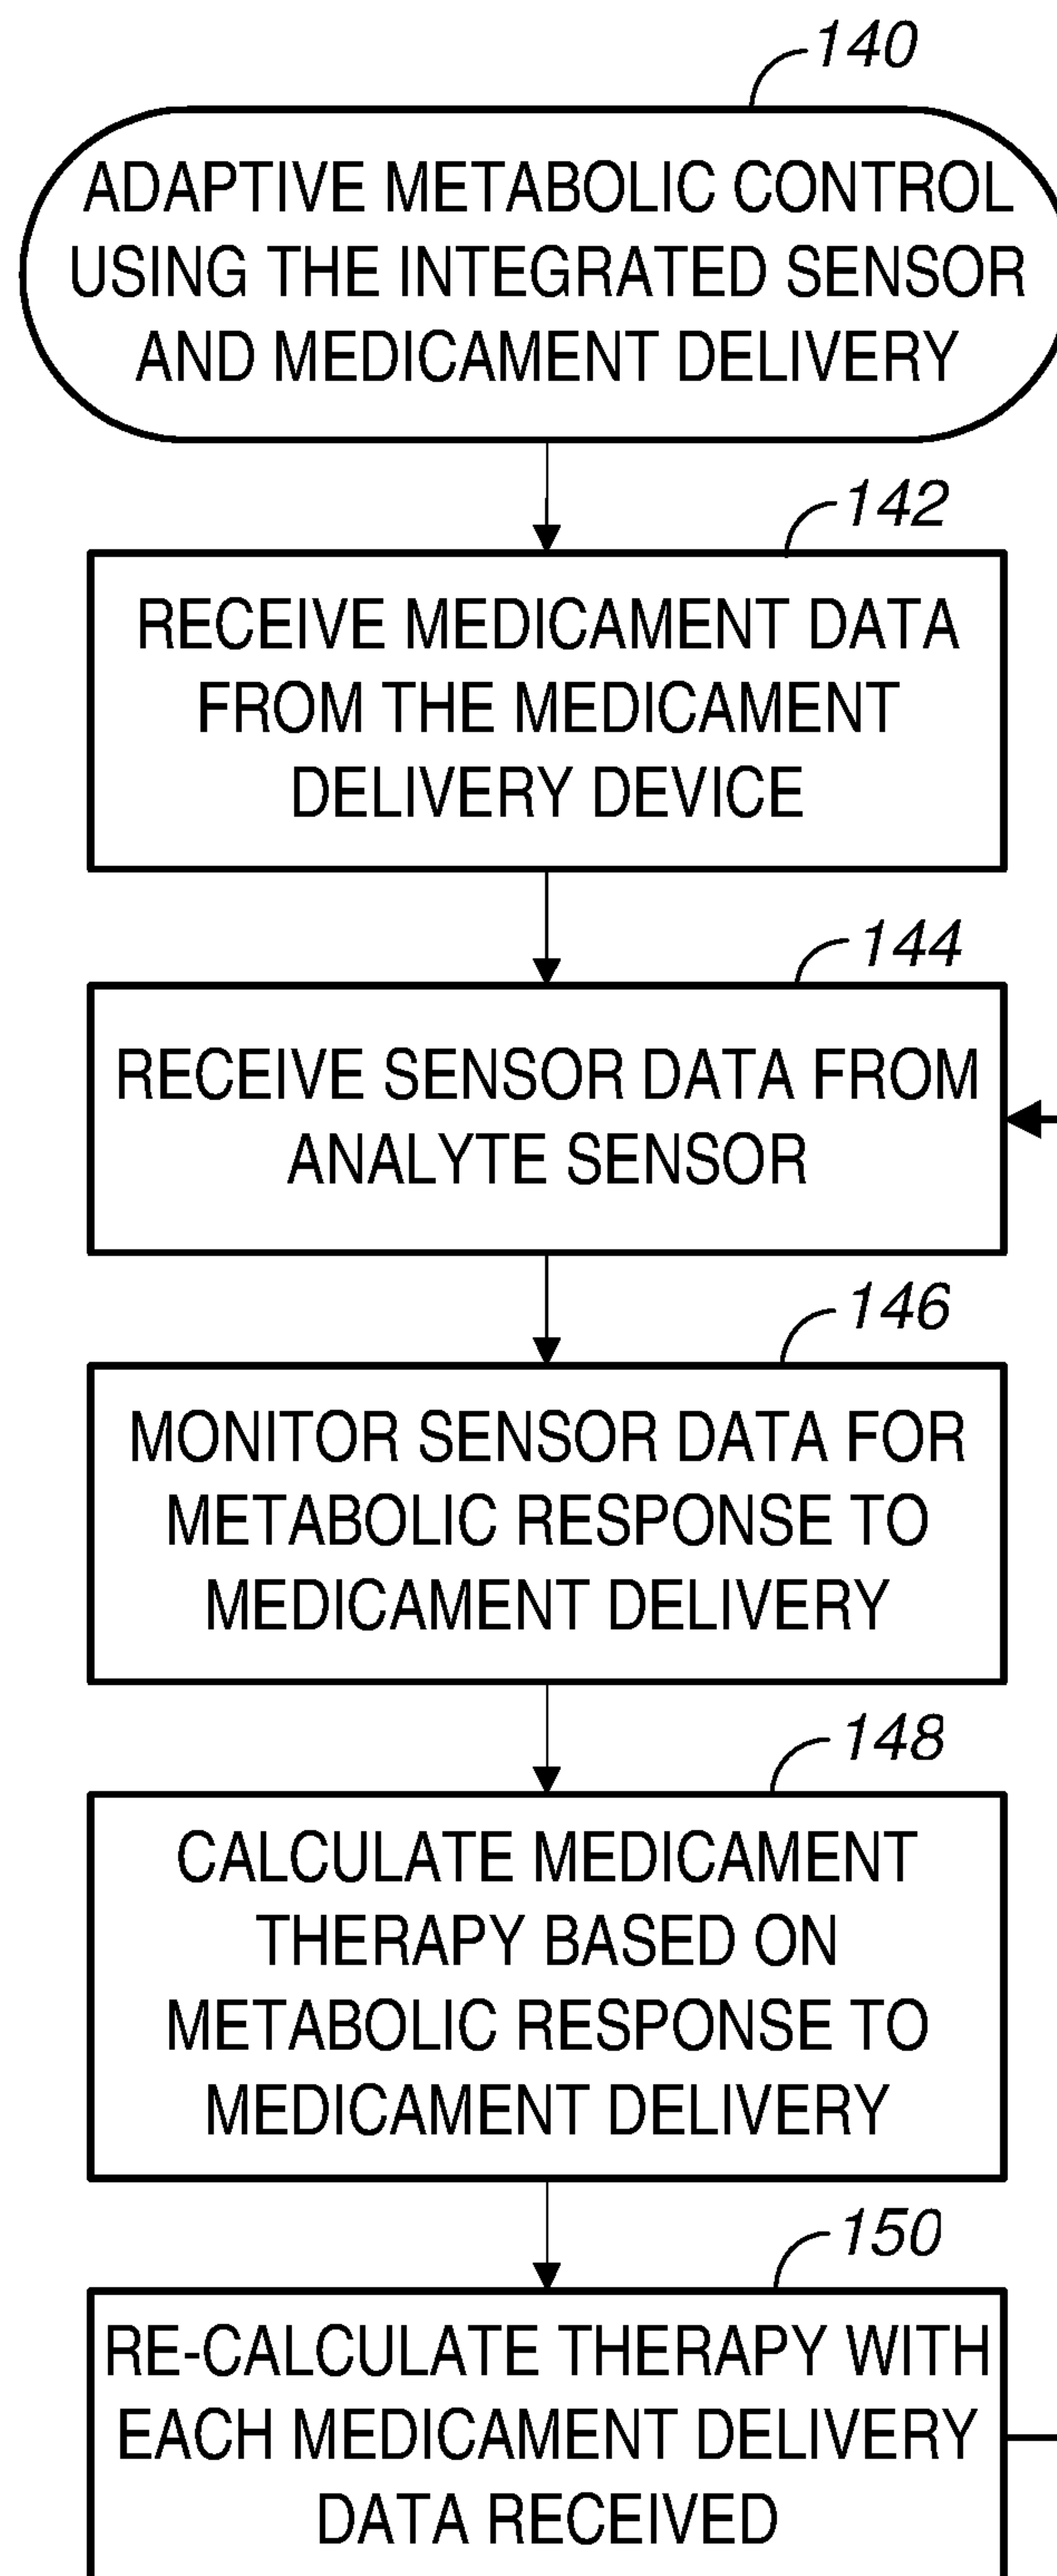 140
ADAPTIVE METABOLIC CONTROL
USING THE INTEGRATED SENSOR
AND MEDICAMENT DELIVERY
142
RECEIVE MEDICAMENT DATA
FROM THE MEDICAMENT
DELIVERY DEVICE
144
RECEIVE SENSOR DATA FROM
ANALYTE SENSOR
146
MONITOR SENSOR DATA FOR
METABOLIC RESPONSE TO
MEDICAMENT DELIVERY
148
CALCULATE MEDICAMENT
THERAPY BASED ON
METABOLIC RESPONSE TO
MEDICAMENT DELIVERY
150
RE-CALCULATE THERAPY WITH
EACH MEDICAMENT DELIVERY
DATA RECEIVED